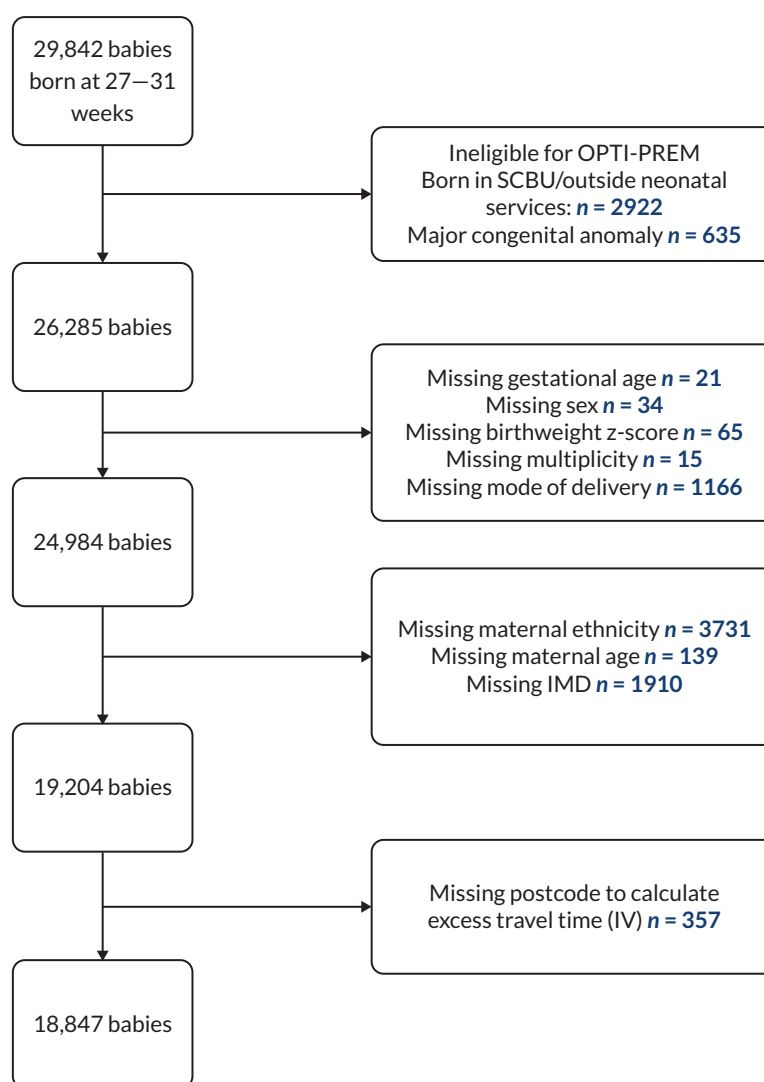 29,842 babies
born at 27—31
weeks
Ineligible for OPTI-PREM
Born in SCBU/outside neonatal
services: n = 2922
Major congenital anomaly n = 635
26,285 babies
Missing gestational age n = 21
Missing sex n = 34
Missing birthweight z-score n = 65
Missing multiplicity n = 15
Missing mode of delivery n = 1166
24,984 babies
Missing maternal ethnicity n = 3731
Missing maternal age n = 139
Missing IMD n = 1910
19,204 babies
Missing postcode to calculate
excess travel time (IV) n = 357
18,847 babies